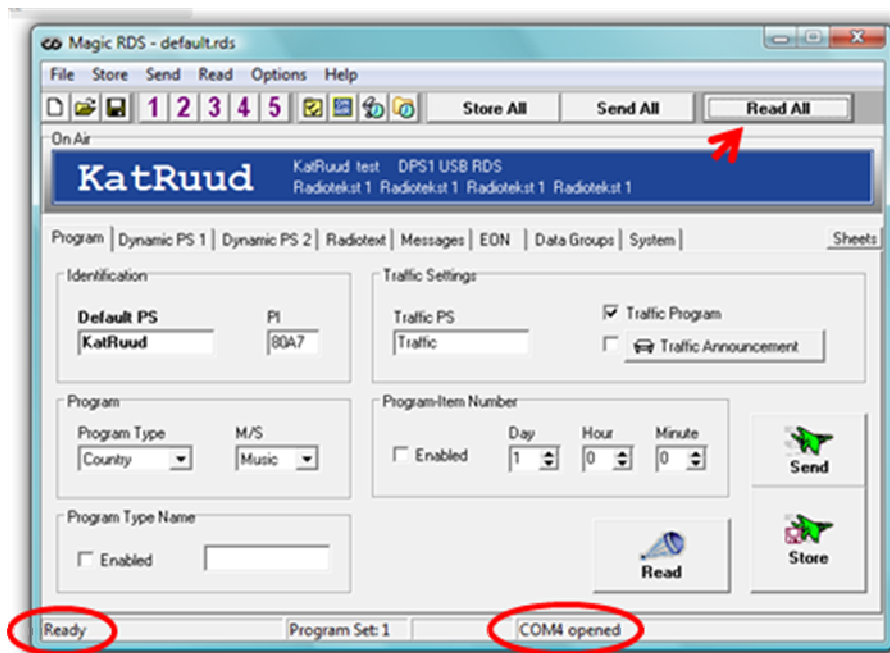 Magic RDS - default.rds
File Store Send Read Options Help
1 2 3 4 5 Store All Send All Read All
On Air
KatRuud
KatRuud test DPS1 USB RDS
Radiotekst 1 Radiotekst 1 Radiotekst 1 Radiotekst 1
Program Dynamic PS 1 Dynamic PS 2 Radiotext Messages EON Data Groups System Sheets
Identification
Default PS PI
KatRuud 80A7
Traffic Settings
Traffic PS
Traffic
Traffic Program
Traffic Announcement
Program
Program Type M/S
Country Music
Program-Item Number
Day Hour Minute
Enabled 1 0 0
Send
Program Type Name
Enabled
Read
Store
Ready Program Set: 1 COM4 opened